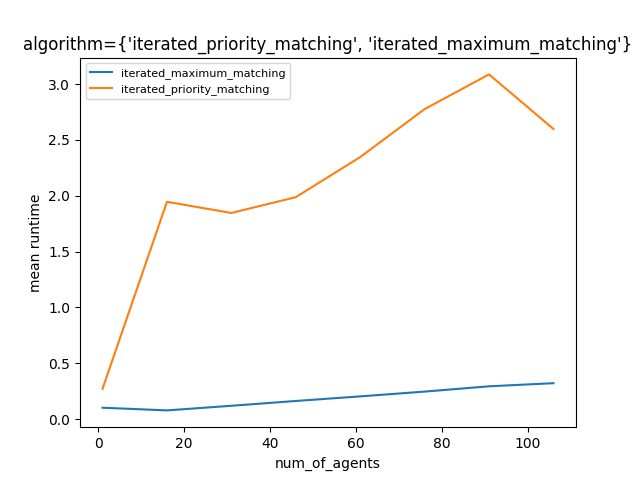 algorithm={'iterated_priority_matching', 'iterated_maximum_matching'}
iterated_maximum_matching
iterated_priority_matching
3.0
2.5
2.0
1.5
1.0
0.5
0.0
mean runtime
0 20 40 60 80 100
num_of_agents